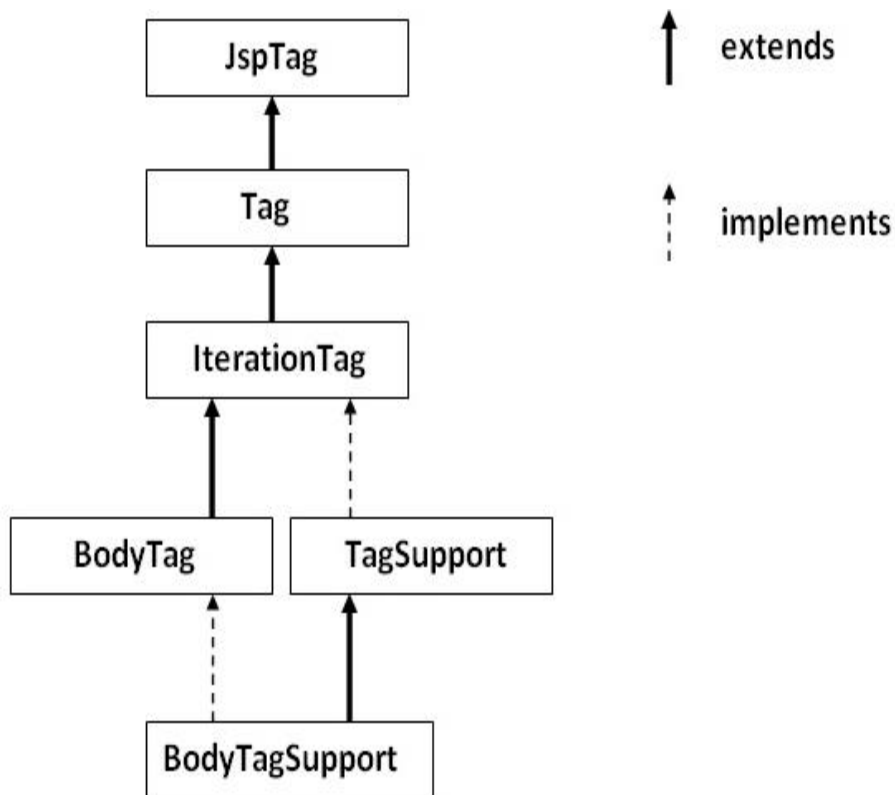 JspTag
extends
Tag
implements
IterationTag
BodyTag
TagSupport
BodyTagSupport